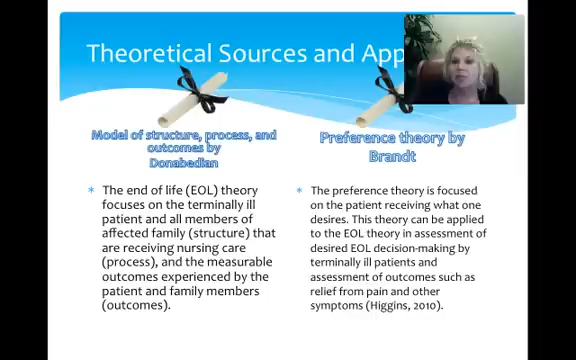 Theoretical Sources and App
Model of structure, process, and
outcomes by
Donabedian
The end of life (EOL) theory
focuses on the terminally ill
patient and all members of
affected family (structure) that
are receiving nursing care
(process), and the measurable
outcomes experienced by the
patient and family members
(outcomes).
Preference theory by
Brandt
The preference theory is focused
on the patient receiving what one
desires. This theory can be applied
to the EOL theory in assessment of
desired EOL decision-making by
terminally ill patients and
assessment of outcomes such as
relief from pain and other
symptoms (Higgins, 2010).